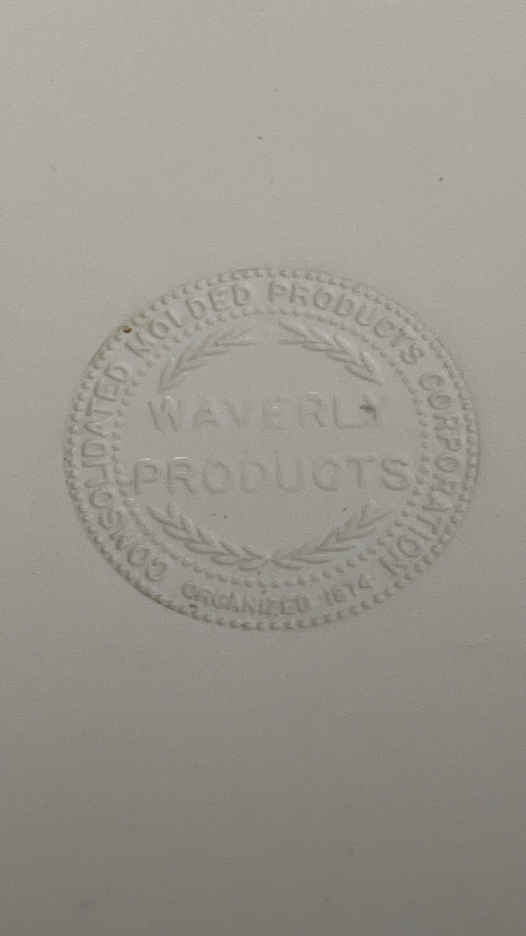 CONSOLIDATED MOLDED PRODUCTS CORPORATION
WAVERLY
PRODUCTS
ORGANIZED 1874